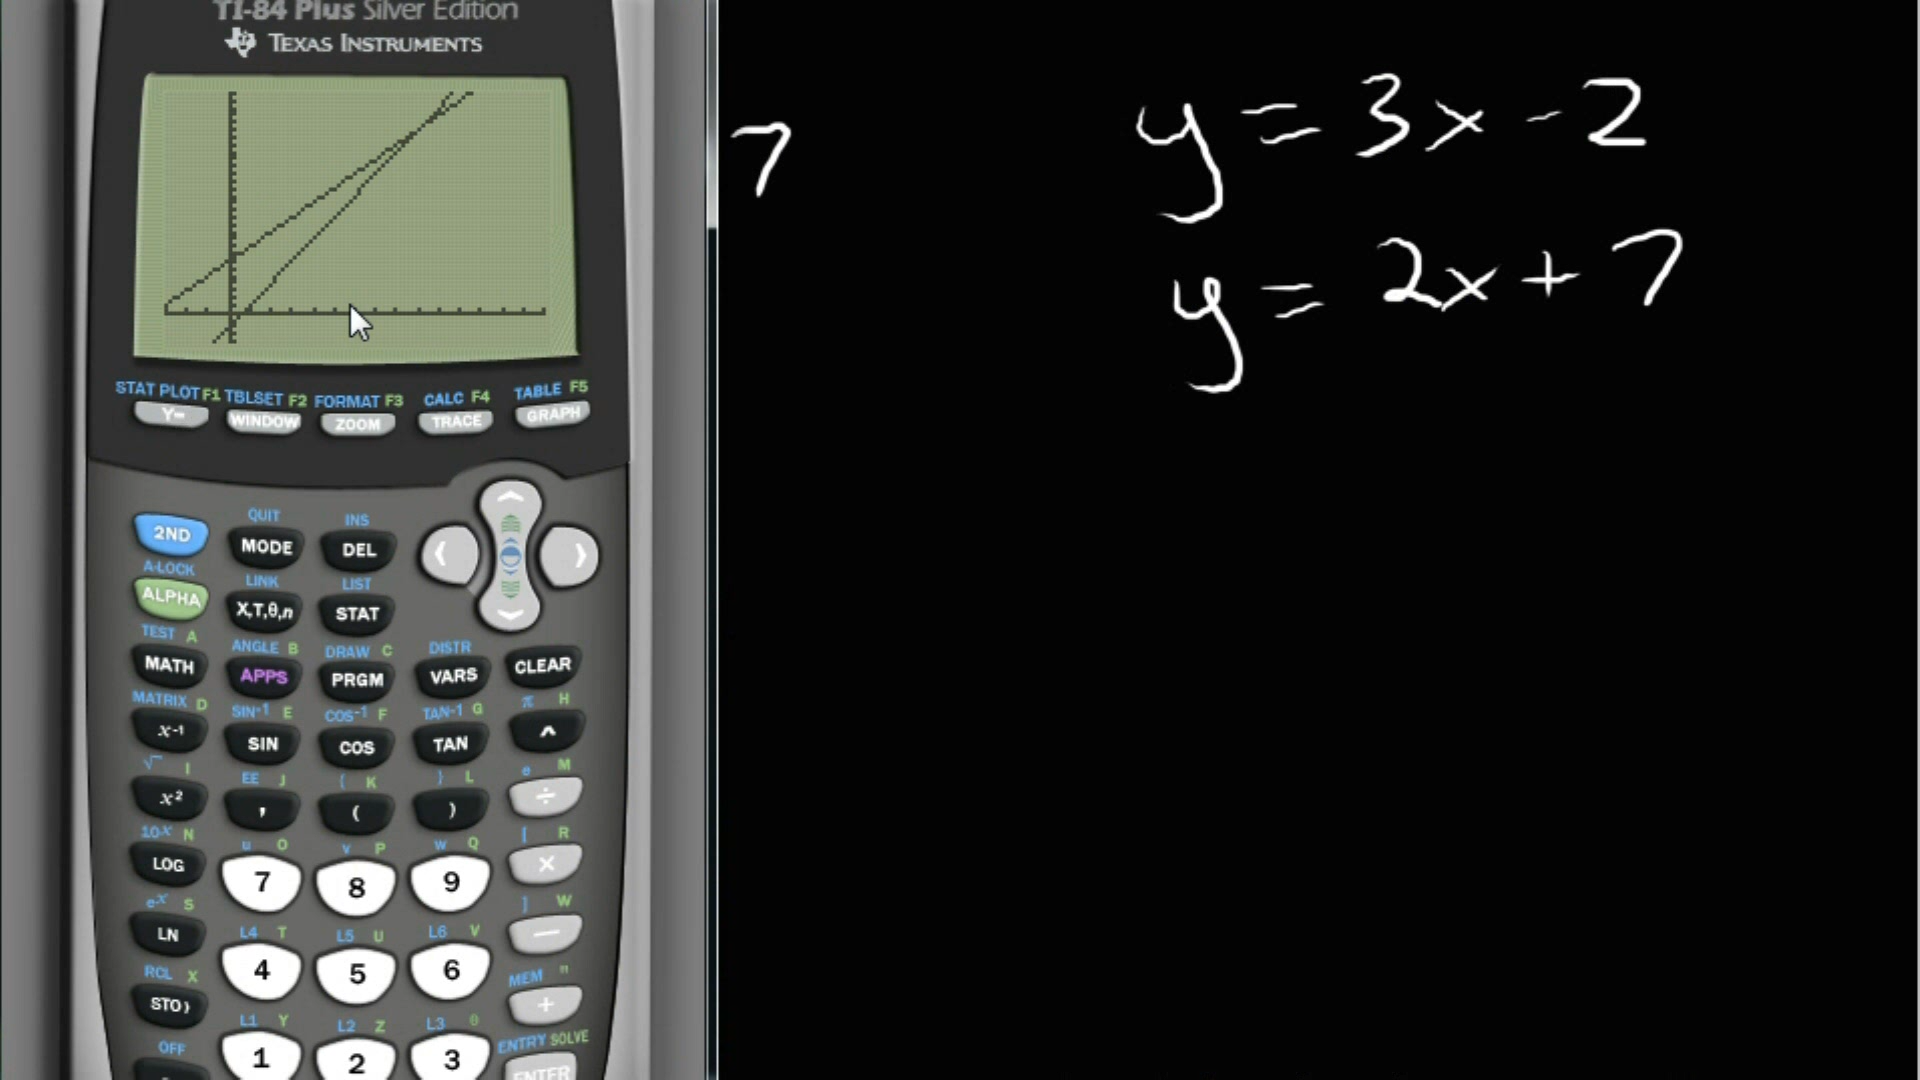 TI-84 Plus Silver Edition
TEXAS INSTRUMENTS
STAT PLOT F1 TBLSET F2 FORMAT F3 CALC F4 TABLE F5
Y= WINDOW ZOOM TRACE GRAPH
QUIT INS
2ND MODE DEL
A-LOCK LINK LIST
ALPHA X,T,θ,n STAT
TEST A ANGLE B DRAW C DISTR
MATH APPS PRGM VARS CLEAR
MATRIX D SIN⁻¹ E COS⁻¹ F TAN-1 G π H
x⁻¹ SIN COS TAN ^
√ I EE J { K } L e M
x² , ( ) ÷
10ˣ N u O v P w Q [ R
LOG 7 8 9 ×
eˣ S L4 T L5 U L6 V ] W
LN 4 5 6 −
RCL X L1 Y L2 Z L3 θ MEM "
STO⟩ 1 2 3 +
OFF ENTRY SOLVE
ENTER
7
y = 3x - 2
y = 2x + 7